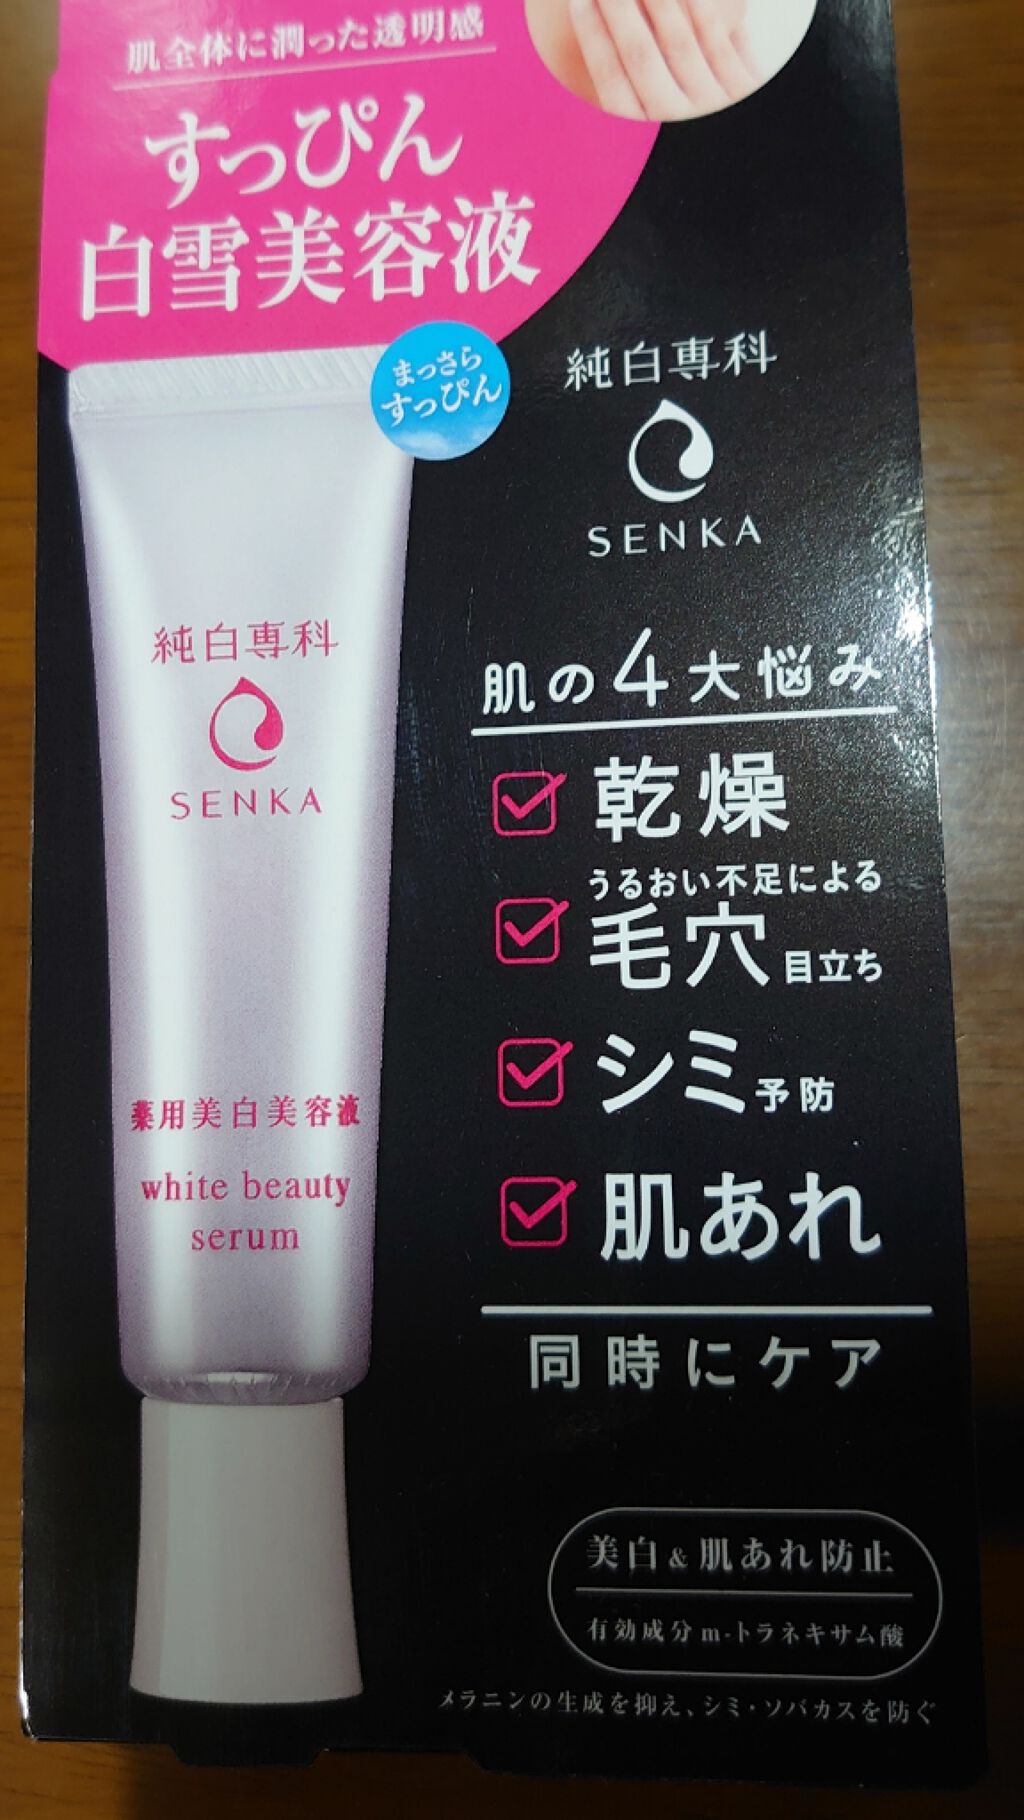 肌全体に潤った透明感
すっぴん
白雪美容液
まっさら
すっぴん
純白専科
SENKA
純白専科
SENKA
薬用美白美容液
white beauty
serum
肌の4大悩み
乾燥
うるおい不足による
毛穴目立ち
シミ予防
肌あれ
同時にケア
美白&肌あれ防止
有効成分 m-トラネキサム酸
メラニンの生成を抑え、シミ・ソバカスを防ぐ